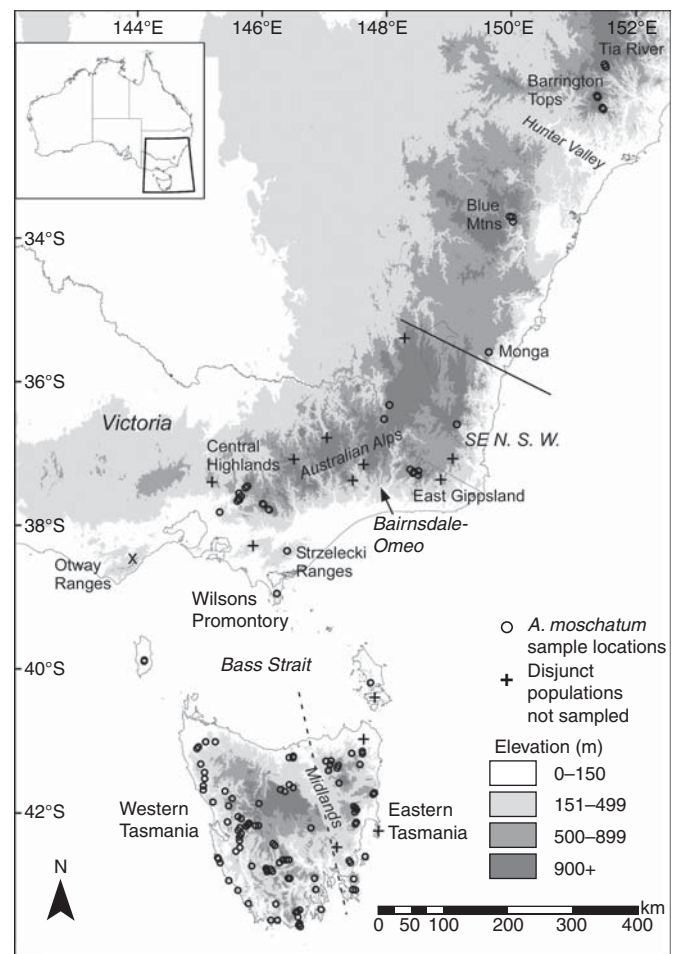 144°E 146°E 148°E 150°E 152°E
Tia River
Barrington
Tops
Hunter Valley
Blue
Mtns
34°S
Monga
36°S
Victoria
SE N. S. W.
Central
Highlands
Australian Alps
East Gippsland
38°S
Bairnsdale-
Omeo
Otway
Ranges
X
Strzelecki
Ranges
Wilsons
Promontory
A. moschatum
sample locations
Disjunct
populations
not sampled
40°S
Bass Strait
Elevation (m)
0–150
151–499
500–899
900+
Midlands
42°S
Western
Tasmania
Eastern
Tasmania
N
km
0 50 100 200 300 400